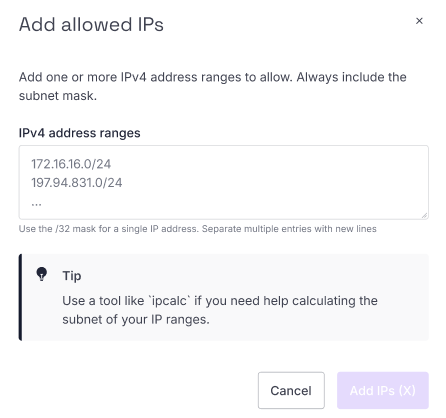 Add allowed IPs
×
Add one or more IPv4 address ranges to allow. Always include the
subnet mask.
IPv4 address ranges
172.16.16.0/24
197.94.831.0/24
...
Use the /32 mask for a single IP address. Separate multiple entries with new lines
Tip
Use a tool like `ipcalc` if you need help calculating the
subnet of your IP ranges.
Cancel
Add IPs (X)